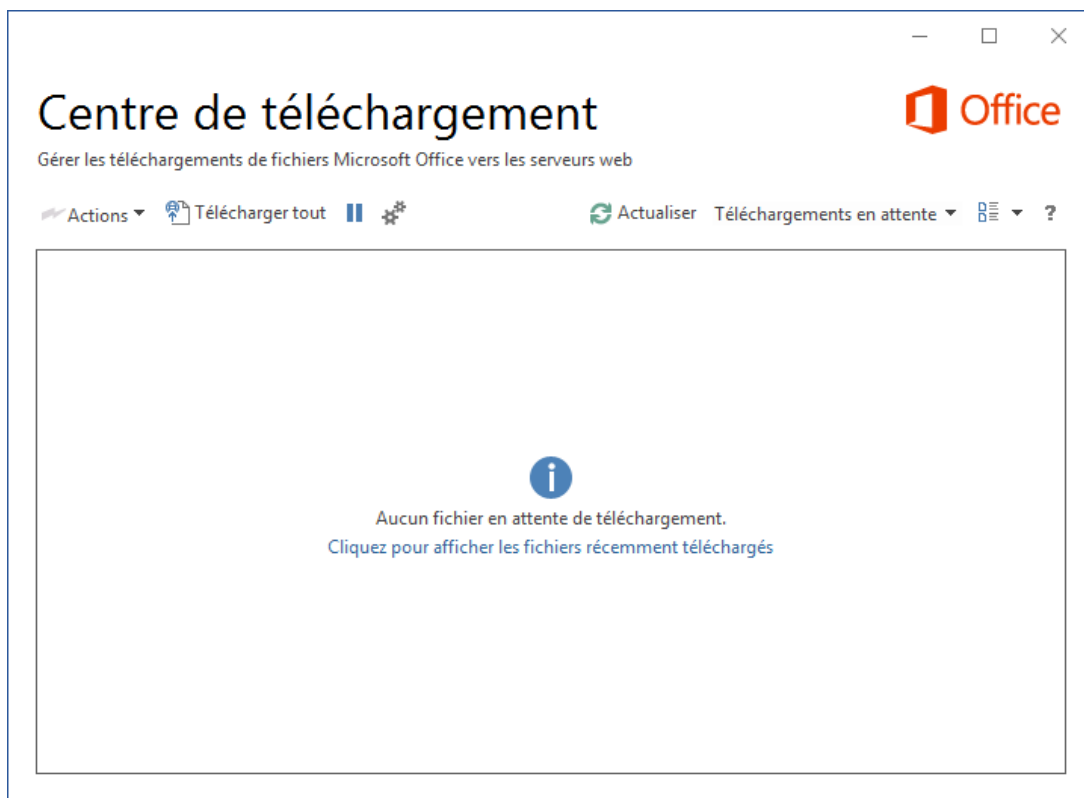 Centre de téléchargement
Office
Gérer les téléchargements de fichiers Microsoft Office vers les serveurs web
Actions Télécharger tout Actualiser Téléchargements en attente ?
Aucun fichier en attente de téléchargement.
Cliquez pour afficher les fichiers récemment téléchargés